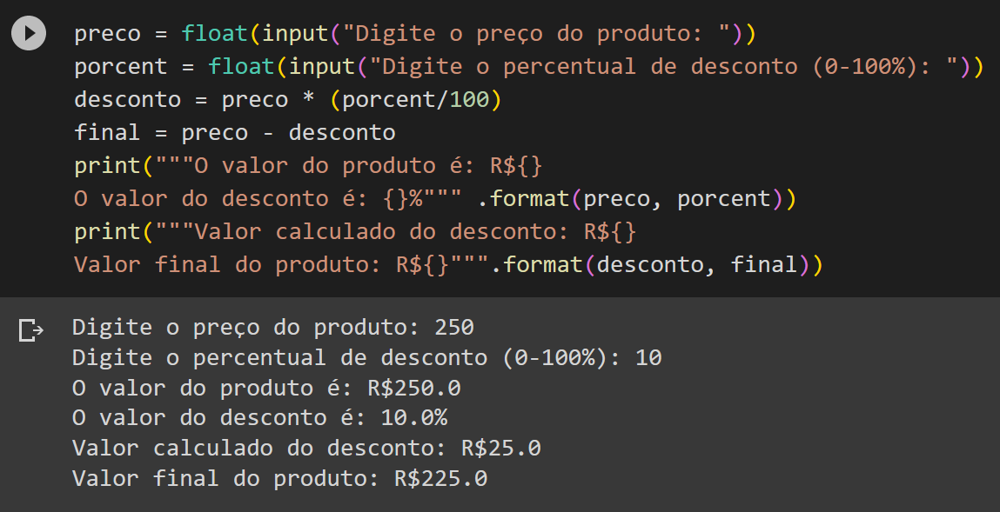 preco = float(input("Digite o preço do produto: "))
porcent = float(input("Digite o percentual de desconto (0-100%): "))
desconto = preco * (porcent/100)
final = preco - desconto
print("""O valor do produto é: R${}
O valor do desconto é: {}%""" .format(preco, porcent))
print("""Valor calculado do desconto: R${}
Valor final do produto: R${}""".format(desconto, final))
Digite o preço do produto: 250
Digite o percentual de desconto (0-100%): 10
O valor do produto é: R$250.0
O valor do desconto é: 10.0%
Valor calculado do desconto: R$25.0
Valor final do produto: R$225.0